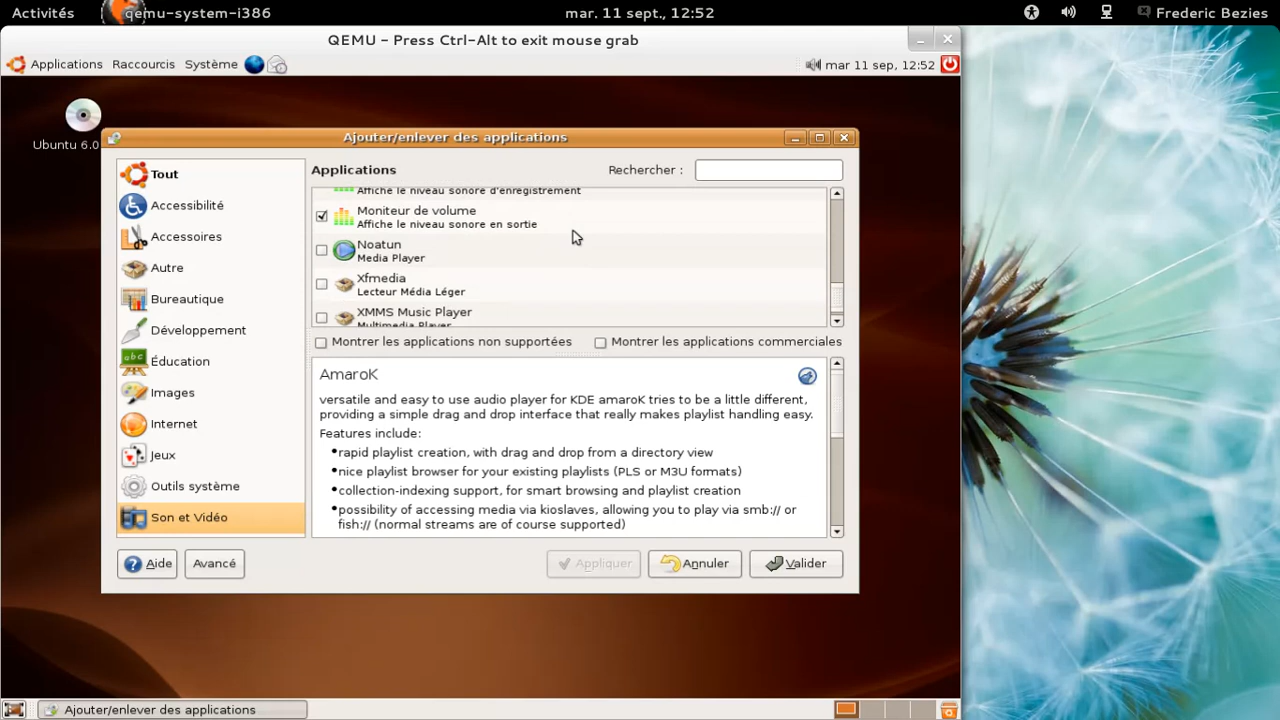 Activités
qemu-system-i386
mar. 11 sept., 12:52
Frederic Bezies
QEMU - Press Ctrl-Alt to exit mouse grab
Applications Raccourcis Système
mar 11 sep, 12:52
Ubuntu 6.0
Ajouter/enlever des applications
Tout
Accessibilité
Accessoires
Autre
Bureautique
Développement
abc
Éducation
Images
Internet
Jeux
Outils système
Son et Vidéo
Applications
Rechercher :
Affiche le niveau sonore d'enregistrement
Moniteur de volume
Affiche le niveau sonore en sortie
Noatun
Media Player
Xfmedia
Lecteur Média Léger
XMMS Music Player
Multimedia Player
Montrer les applications non supportées
Montrer les applications commerciales
AmaroK
versatile and easy to use audio player for KDE amaroK tries to be a little different,
providing a simple drag and drop interface that really makes playlist handling easy.
Features include:
•rapid playlist creation, with drag and drop from a directory view
•nice playlist browser for your existing playlists (PLS or M3U formats)
•collection-indexing support, for smart browsing and playlist creation
•possibility of accessing media via kioslaves, allowing you to play via smb:// or
fish:// (normal streams are of course supported)
Aide
Avancé
Appliquer
Annuler
Valider
Ajouter/enlever des applications